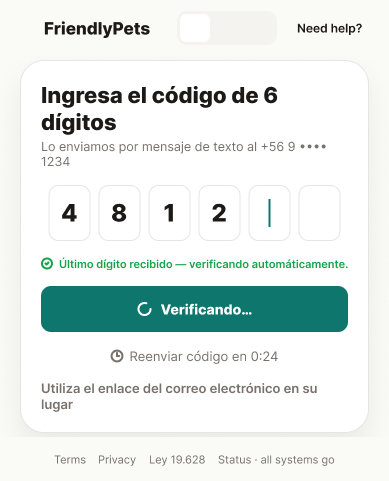 FriendlyPets
Need help?
Ingresa el código de 6
dígitos
Lo enviamos por mensaje de texto al +56 9 ••••
1234
4 8 1 2
Último dígito recibido — verificando automáticamente.
Verificando…
Reenviar código en 0:24
Utiliza el enlace del correo electrónico en su
lugar
Terms Privacy Ley 19.628 Status · all systems go